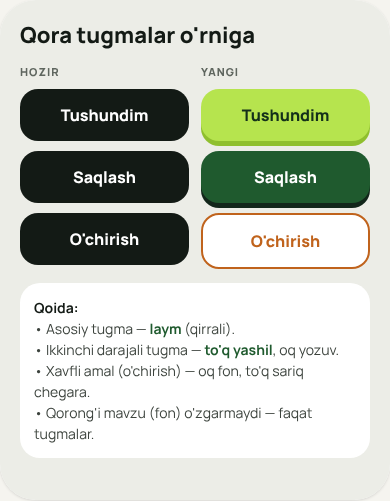 Qora tugmalar o'rniga
HOZIR YANGI
Tushundim Tushundim
Saqlash Saqlash
O'chirish O'chirish
Qoida:
• Asosiy tugma — laym (qirrali).
• Ikkinchi darajali tugma — to'q yashil, oq yozuv.
• Xavfli amal (o'chirish) — oq fon, to'q sariq
chegara.
• Qorong'i mavzu (fon) o'zgarmaydi — faqat
tugmalar.